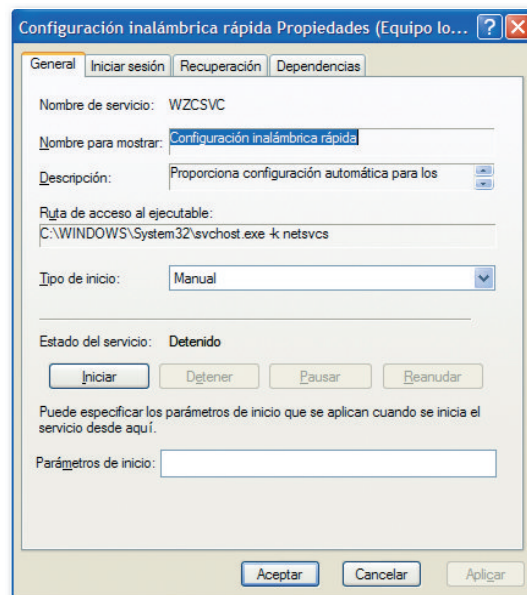 Configuración inalámbrica rápida Propiedades (Equipo lo...
General Iniciar sesión Recuperación Dependencias
Nombre de servicio: WZCSVC
Nombre para mostrar: Configuración inalámbrica rápida
Descripción: Proporciona configuración automática para los
Ruta de acceso al ejecutable:
C:\WINDOWS\System32\svchost.exe -k netsvcs
Tipo de inicio: Manual
Estado del servicio: Detenido
Iniciar Detener Pausar Reanudar
Puede especificar los parámetros de inicio que se aplican cuando se inicia el
servicio desde aquí.
Parámetros de inicio:
Aceptar Cancelar Aplicar